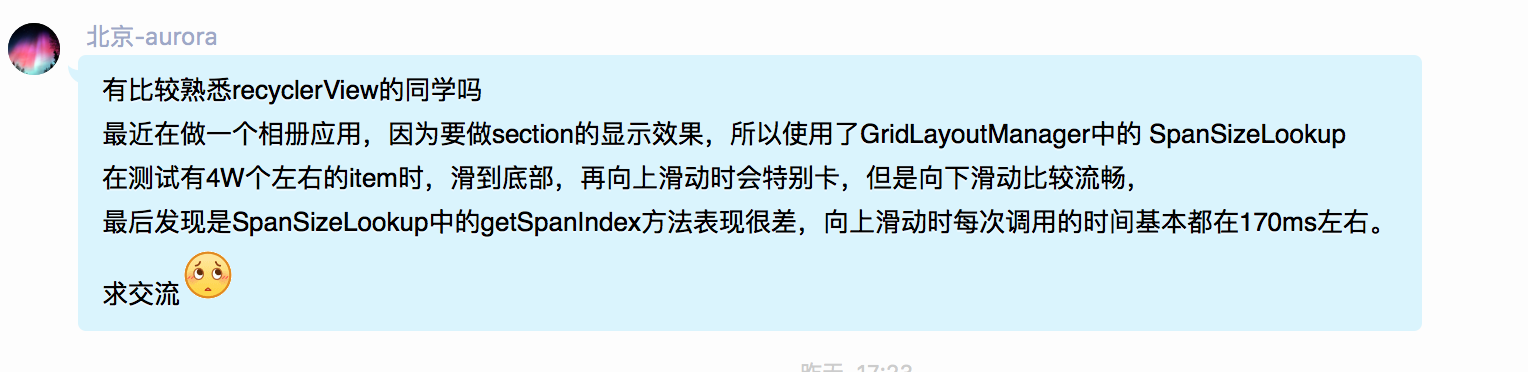 北京-aurora
有比较熟悉recyclerView的同学吗
最近在做一个相册应用，因为要做section的显示效果，所以使用了GridLayoutManager中的 SpanSizeLookup
在测试有4W个左右的item时，滑到底部，再向上滑动时会特别卡，但是向下滑动比较流畅，
最后发现是SpanSizeLookup中的getSpanIndex方法表现很差，向上滑动时每次调用的时间基本都在170ms左右。
求交流
昨天 17:23